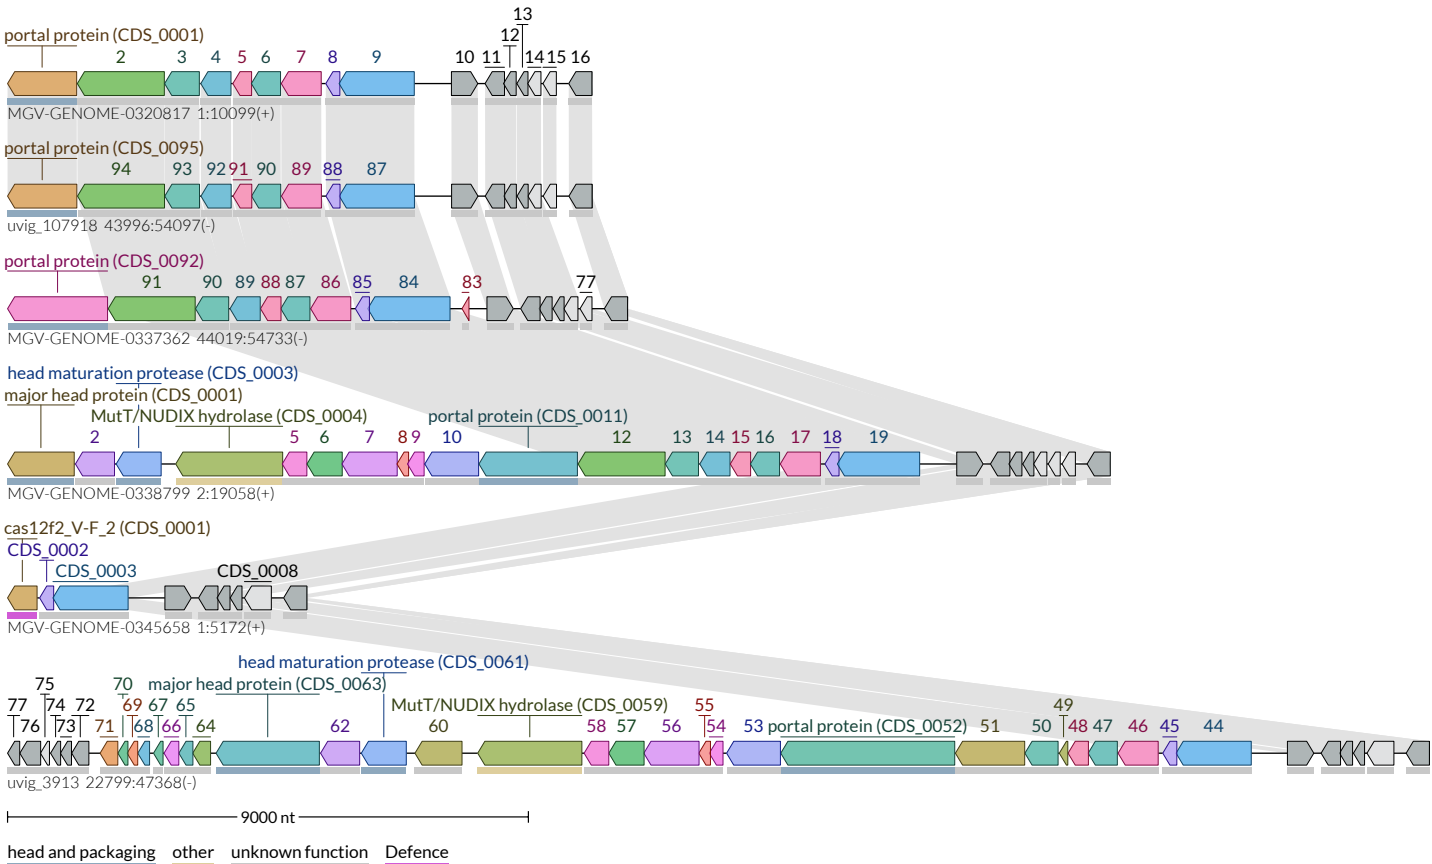 13
portal protein (CDS_0001) 12
2 3 4 5 6 7 8 9 10 11 14 15 16
MGV-GENOME-0320817 1:10099(+)
portal protein (CDS_0095)
94 93 92 91 90 89 88 87
uvig_107918 43996:54097(-)
portal protein (CDS_0092)
91 90 89 88 87 86 85 84 83 77
MGV-GENOME-0337362 44019:54733(-)
head maturation protease (CDS_0003)
major head protein (CDS_0001)
MutT/NUDIX hydrolase (CDS_0004) portal protein (CDS_0011)
2 5 6 7 8 9 10 12 13 14 15 16 17 18 19
MGV-GENOME-0338799 2:19058(+)
cas12f2_V-F_2 (CDS_0001)
CDS_0002
CDS_0003 CDS_0008
MGV-GENOME-0345658 1:5172(+)
head maturation protease (CDS_0061)
75 70 major head protein (CDS_0063)
77 74 72 69 67 65 MutT/NUDIX hydrolase (CDS_0059) 55 49
76 73 71 68 66 64 62 60 58 57 56 54 53 portal protein (CDS_0052) 51 50 48 47 46 45 44
uvig_3913 22799:47368(-)
9000 nt
head and packaging other unknown function Defence